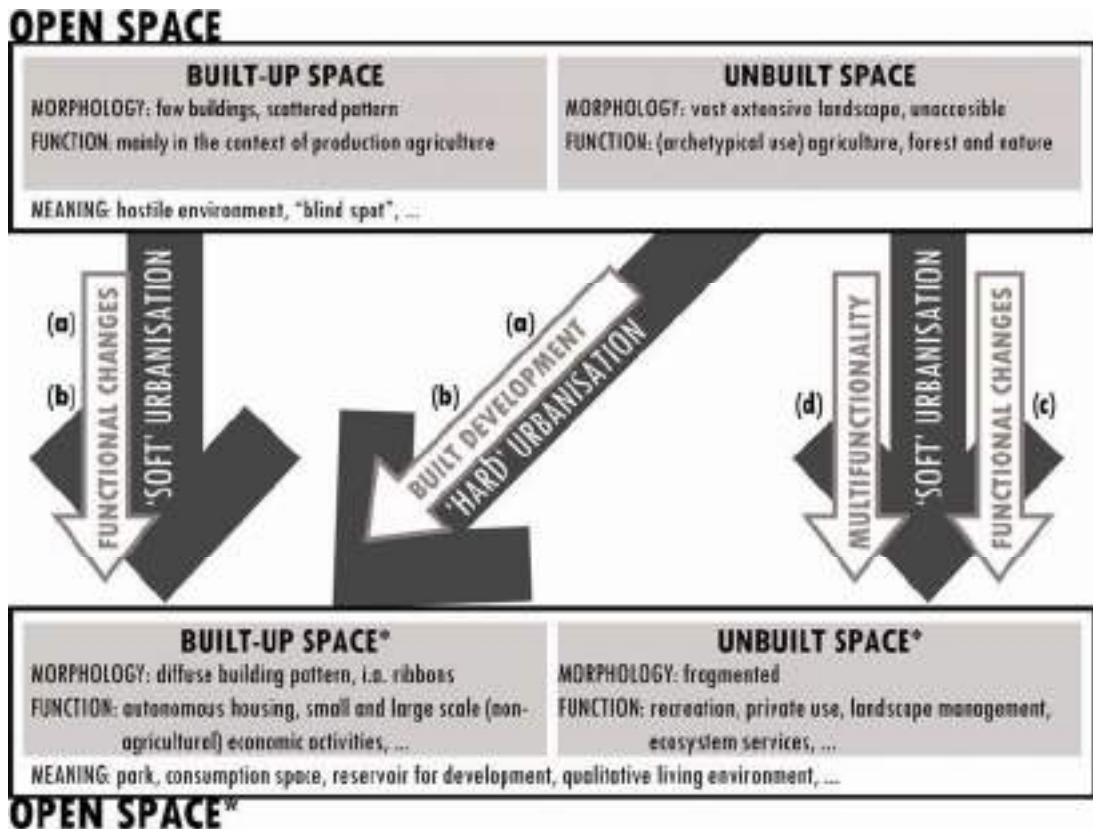 OPEN SPACE
BUILT-UP SPACE
MORPHOLOGY: few buildings, scattered pattern
FUNCTION: mainly in the context of production agriculture
UNBUILT SPACE
MORPHOLOGY: vast extensive landscape, unaccesible
FUNCTION: (archetypical use) agriculture, forest and nature
MEANING: hostile environment, "blind spot", ...
(a)
(b)
FUNCTIONAL CHANGES
'SOFT' URBANISATION
(a)
(b)
BUILT DEVELOPMENT
'HARD' URBANISATION
(d)
MULTIFUNCTIONALITY
'SOFT' URBANISATION
FUNCTIONAL CHANGES
(c)
BUILT-UP SPACE*
MORPHOLOGY: diffuse building pattern, i.a. ribbons
FUNCTION: autonomous housing, small and large scale (non-
agricultural) economic activities, ...
UNBUILT SPACE*
MORPHOLOGY: fragmented
FUNCTION: recreation, private use, landscape management,
ecosystem services, ...
MEANING: park, consumption space, reservoir for development, qualitative living environment, ...
OPEN SPACE*